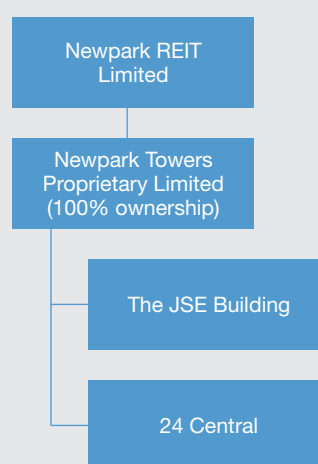 Newpark REIT
Limited
Newpark Towers
Proprietary Limited
(100% ownership)
The JSE Building
24 Central